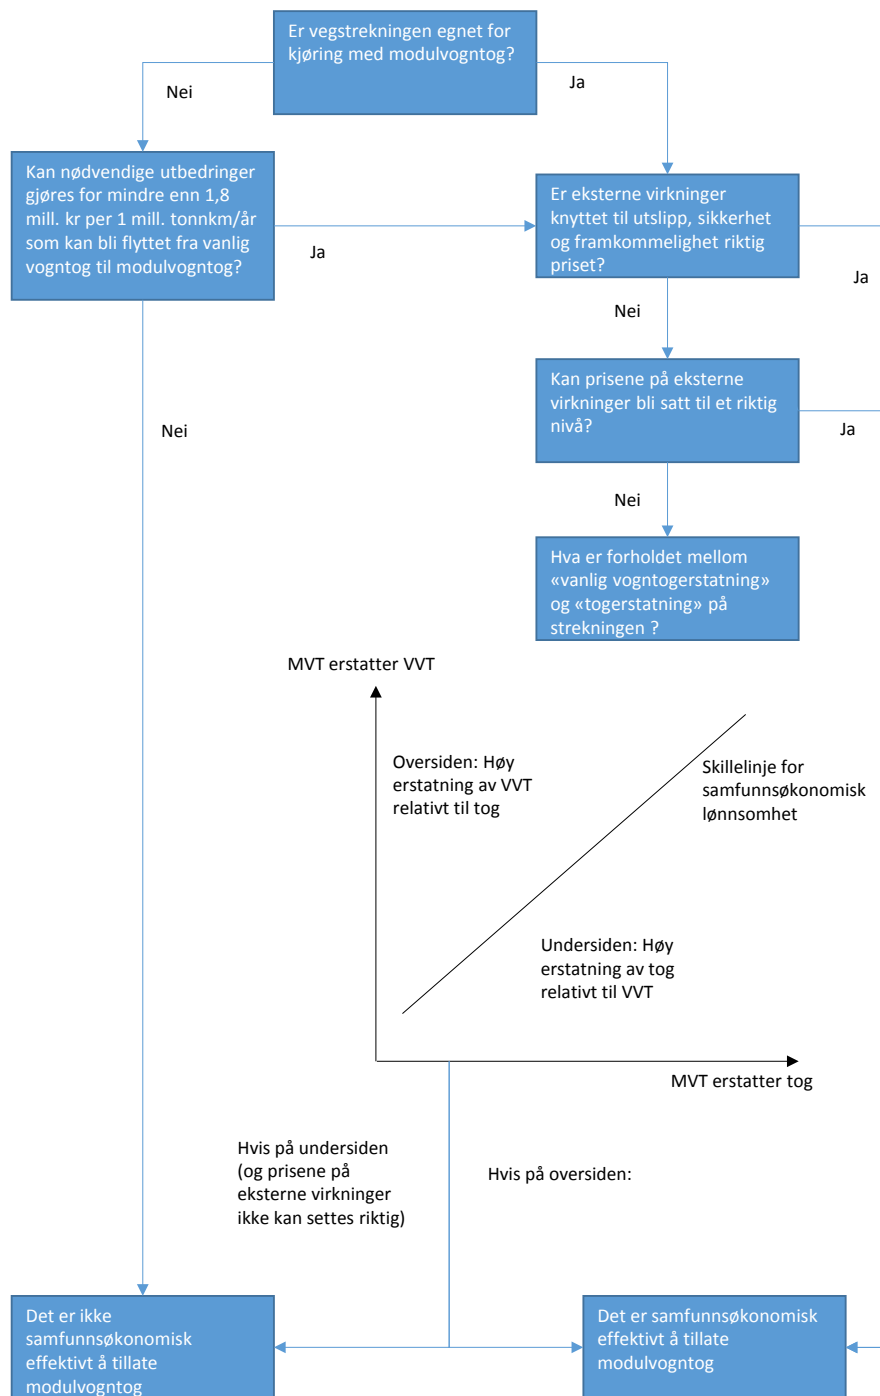 Er vegstrekningen egnet for
kjøring med modulvogntog?
Nei
Ja
Kan nødvendige utbedringer
gjøres for mindre enn 1,8
mill. kr per 1 mill. tonnkm/år
som kan bli flyttet fra vanlig
vogntog til modulvogntog?
Ja
Er eksterne virkninger
knyttet til utslipp, sikkerhet
og framkommelighet riktig
priset?
Ja
Nei
Kan prisene på eksterne
virkninger bli satt til et riktig
nivå?
Nei
Ja
Nei
Hva er forholdet mellom
«vanlig vogntogerstatning»
og «togerstatning» på
strekningen ?
MVT erstatter VVT
Oversiden: Høy
erstatning av VVT
relativt til tog
Skillelinje for
samfunnsøkonomisk
lønnsomhet
Undersiden: Høy
erstatning av tog
relativt til VVT
MVT erstatter tog
Hvis på undersiden
(og prisene på
eksterne virkninger
ikke kan settes riktig)
Hvis på oversiden:
Det er ikke
samfunnsøkonomisk
effektivt å tillate
modulvogntog
Det er samfunnsøkonomisk
effektivt å tillate
modulvogntog